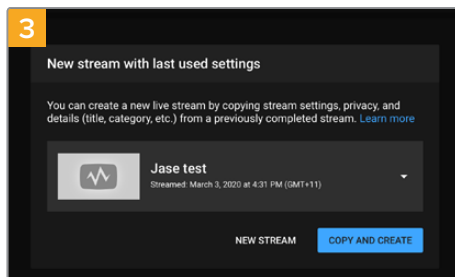 3
New stream with last used settings
You can create a new live stream by copying stream settings, privacy, and
details (title, category, etc.) from a previously completed stream. Learn more
Jase test
Streamed: March 3, 2020 at 4:31 PM (GMT+11)
NEW STREAM COPY AND CREATE